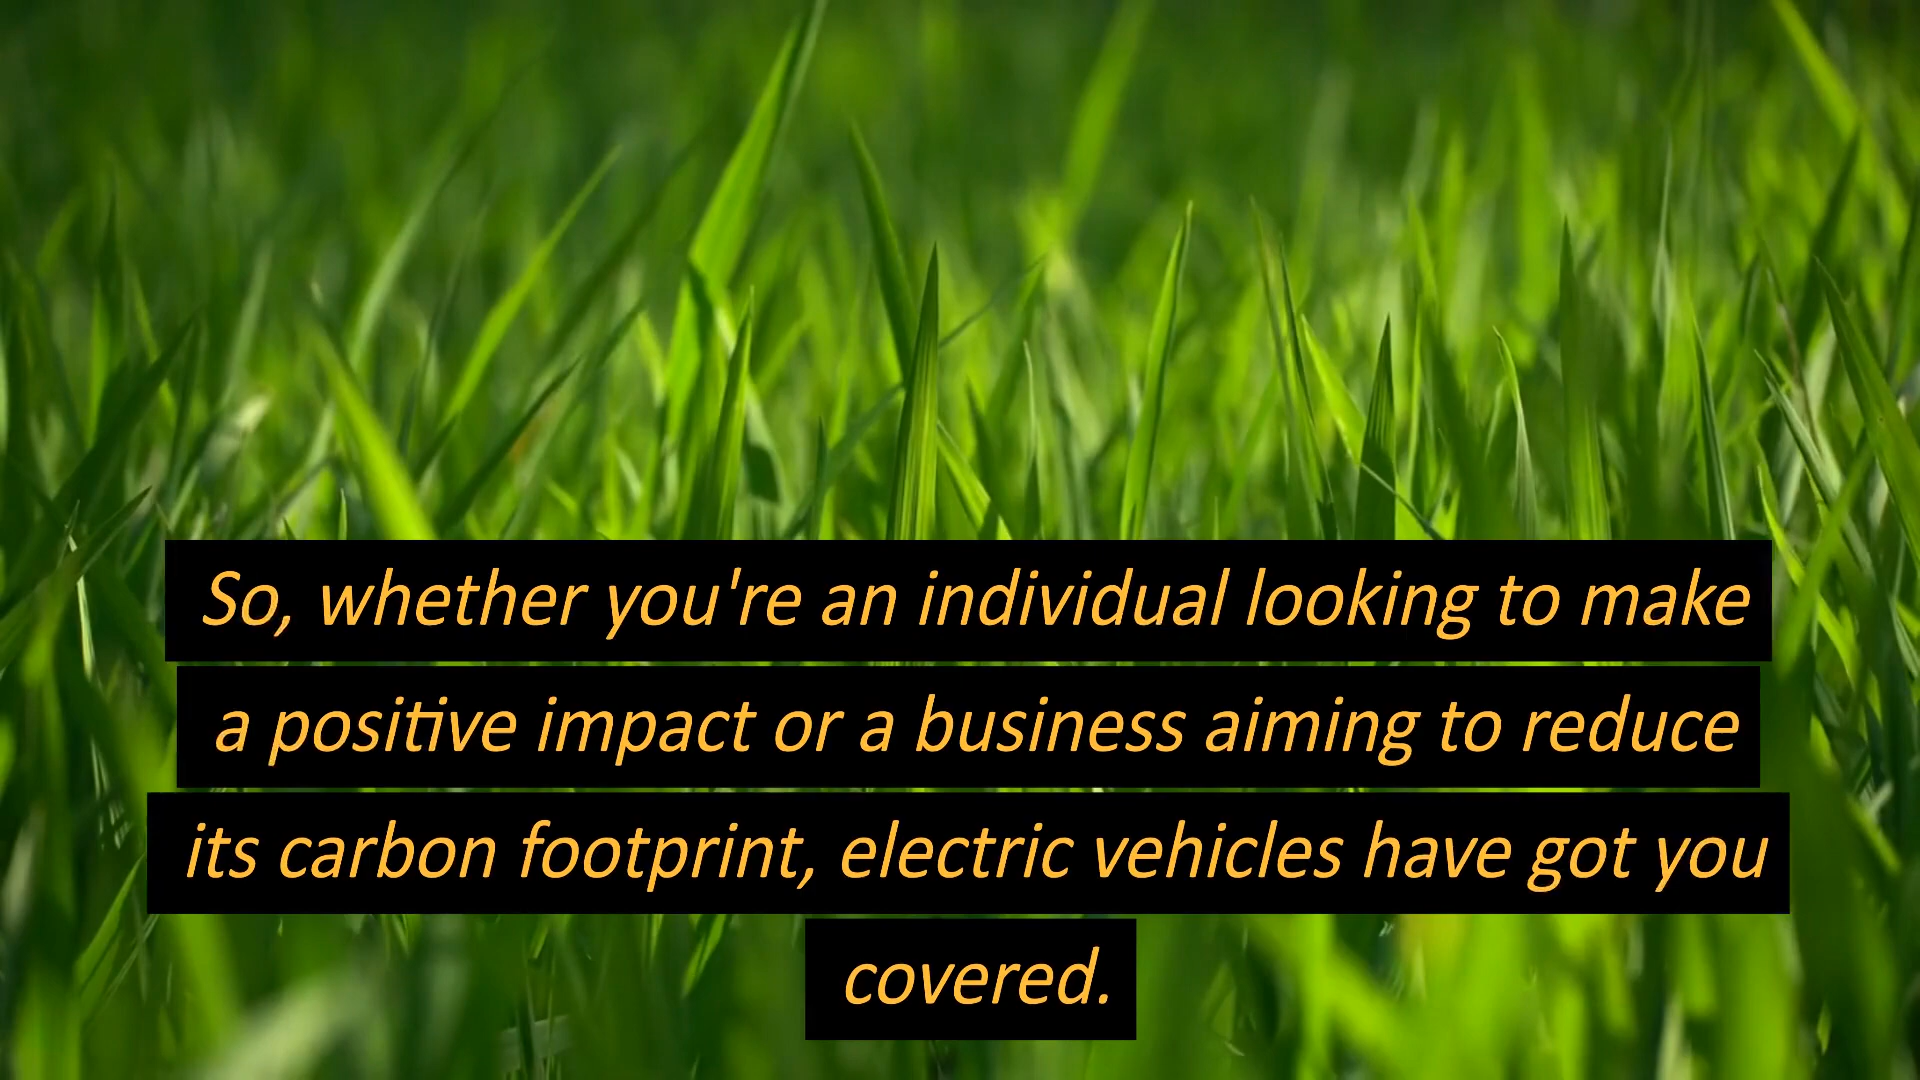 So, whether you're an individual looking to make
a positive impact or a business aiming to reduce
its carbon footprint, electric vehicles have got you
covered.